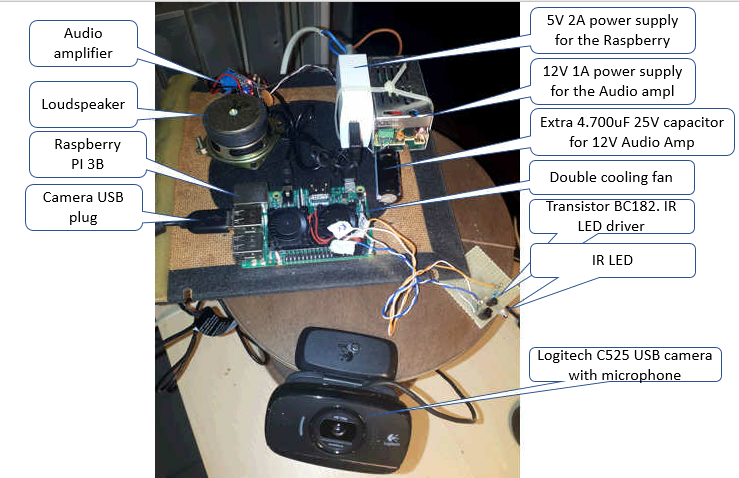 Audio
amplifier
Loudspeaker
Raspberry
PI 3B
Camera USB
plug
5V 2A power supply
for the Raspberry
12V 1A power supply
for the Audio ampl
Extra 4.700uF 25V capacitor
for 12V Audio Amp
Double cooling fan
Transistor BC182. IR
LED driver
IR LED
Logitech C525 USB camera
with microphone
Logitech